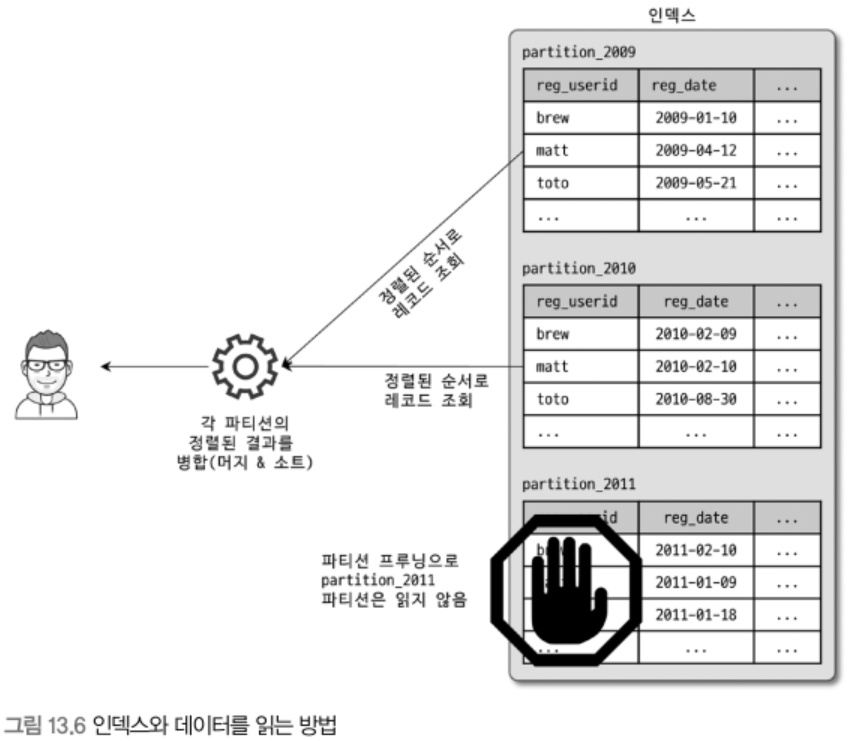 인덱스
partition_2009
reg_userid reg_date ...
brew 2009-01-10 ...
matt 2009-04-12 ...
toto 2009-05-21 ...
... ... ...
정렬된 순서로
레코드 조회
partition_2010
reg_userid reg_date ...
brew 2010-02-09 ...
matt 2010-02-10 ...
toto 2010-08-30 ...
... ... ...
정렬된 순서로
레코드 조회
각 파티션의
정렬된 결과를
병합(머지 & 소트)
partition_2011
reg_date ...
2011-02-10 ...
2011-01-09 ...
2011-01-18 ...
... ... ...
파티션 프루닝으로
partition_2011
파티션은 읽지 않음
그림 13.6 인덱스와 데이터를 읽는 방법